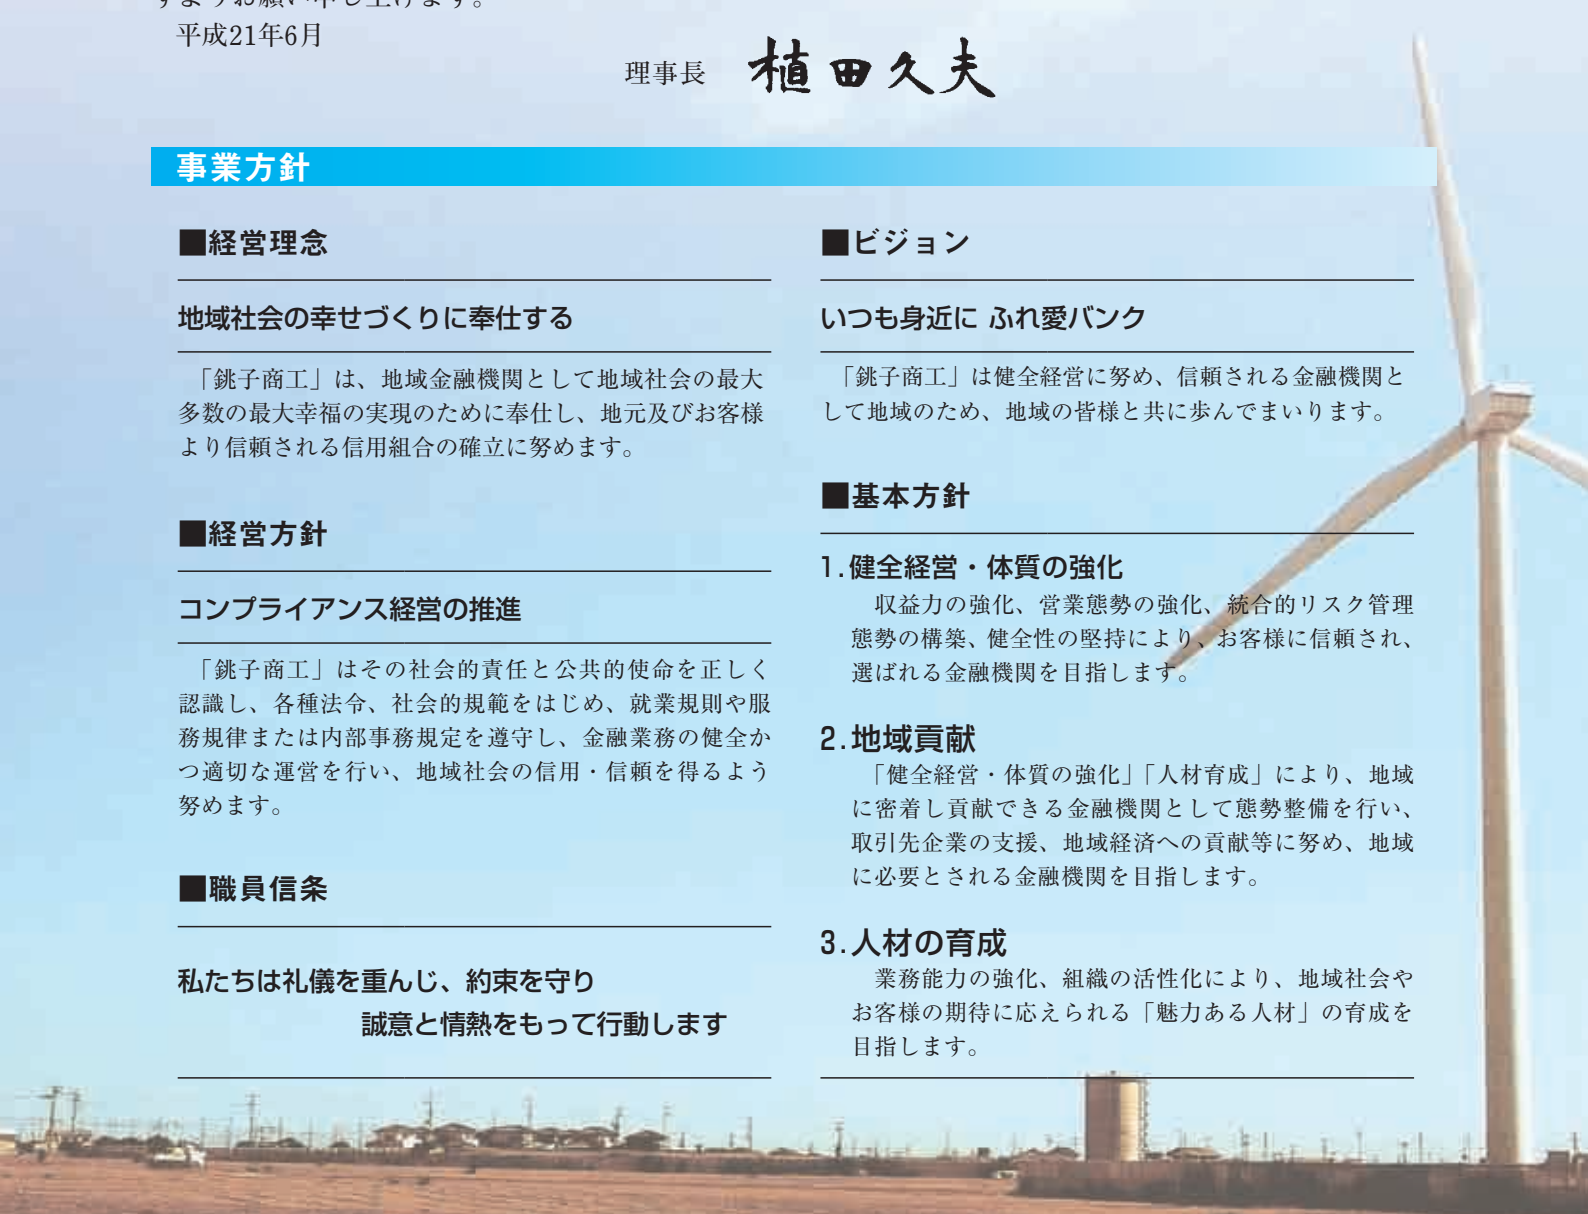 すようお願い申し上げます。
平成21年6月
理事長 植田久夫
事業方針
■経営理念
地域社会の幸せづくりに奉仕する
「銚子商工」は、地域金融機関として地域社会の最大
多数の最大幸福の実現のために奉仕し、地元及びお客様
より信頼される信用組合の確立に努めます。
■経営方針
コンプライアンス経営の推進
「銚子商工」はその社会的責任と公共的使命を正しく
認識し、各種法令、社会的規範をはじめ、就業規則や服
務規律または内部事務規定を遵守し、金融業務の健全か
つ適切な運営を行い、地域社会の信用・信頼を得るよう
努めます。
■職員信条
私たちは礼儀を重んじ、約束を守り
誠意と情熱をもって行動します
■ビジョン
いつも身近に ふれ愛バンク
「銚子商工」は健全経営に努め、信頼される金融機関と
して地域のため、地域の皆様と共に歩んでまいります。
■基本方針
1.健全経営・体質の強化
収益力の強化、営業態勢の強化、統合的リスク管理
態勢の構築、健全性の堅持により、お客様に信頼され、
選ばれる金融機関を目指します。
2.地域貢献
「健全経営・体質の強化」「人材育成」により、地域
に密着し貢献できる金融機関として態勢整備を行い、
取引先企業の支援、地域経済への貢献等に努め、地域
に必要とされる金融機関を目指します。
3.人材の育成
業務能力の強化、組織の活性化により、地域社会や
お客様の期待に応えられる「魅力ある人材」の育成を
目指します。